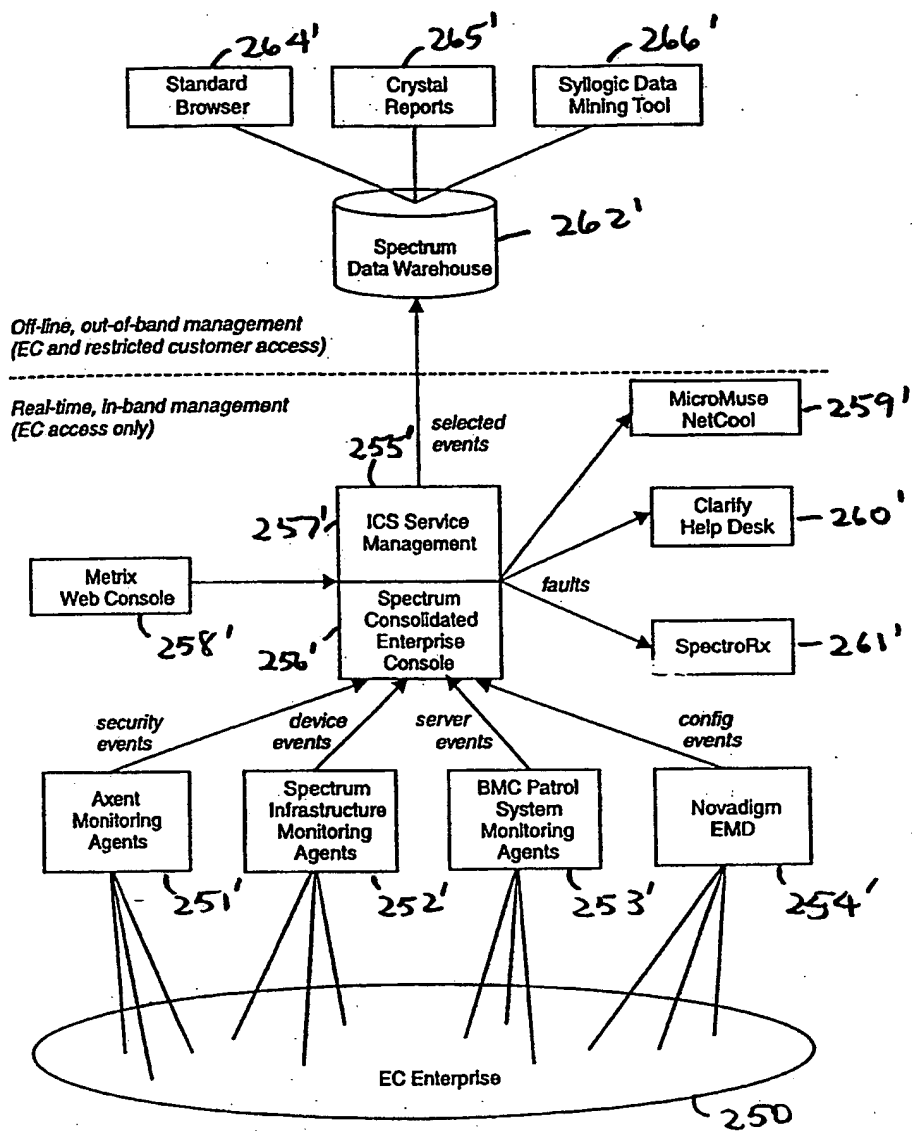 264'
265'
266'
Standard
Browser
Crystal
Reports
Syllogic Data
Mining Tool
262'
Spectrum
Data Warehouse
Off-line, out-of-band management
(EC and restricted customer access)
Real-time, in-band management
(EC access only)
selected
events
MicroMuse
NetCool
259'
255'
257'
ICS Service
Management
Clarify
Help Desk
260'
Metrix
Web Console
258'
faults
Spectrum
Consolidated
Enterprise
Console
256'
SpectroRx
261'
security
events
device
events
server
events
config
events
Axent
Monitoring
Agents
251'
Spectrum
Infrastructure
Monitoring
Agents
252'
BMC Patrol
System
Monitoring
Agents
253'
Novadigm
EMD
254'
EC Enterprise
250